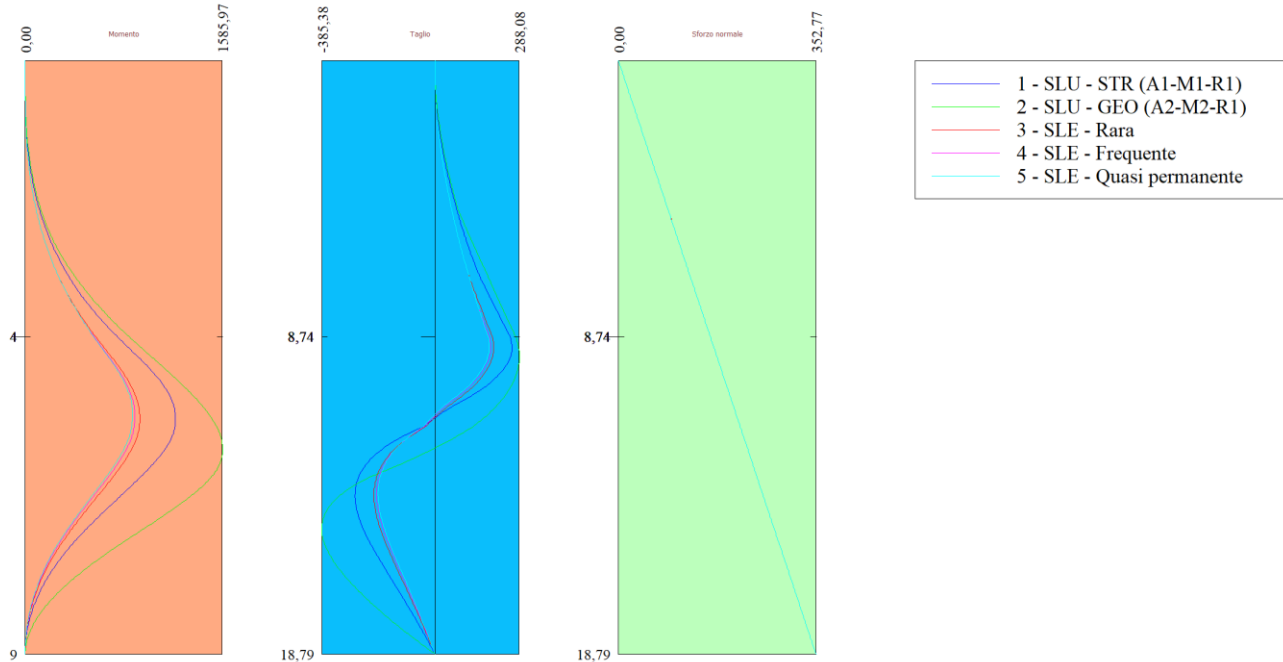 0,00
Momento
1585,97
-385,38
Taglio
288,08
0,00
Sforzo normale
352,77
1 - SLU - STR (A1-M1-R1)
2 - SLU - GEO (A2-M2-R1)
3 - SLE - Rara
4 - SLE - Frequente
5 - SLE - Quasi permanente
4
8,74
8,74
9
18,79
18,79